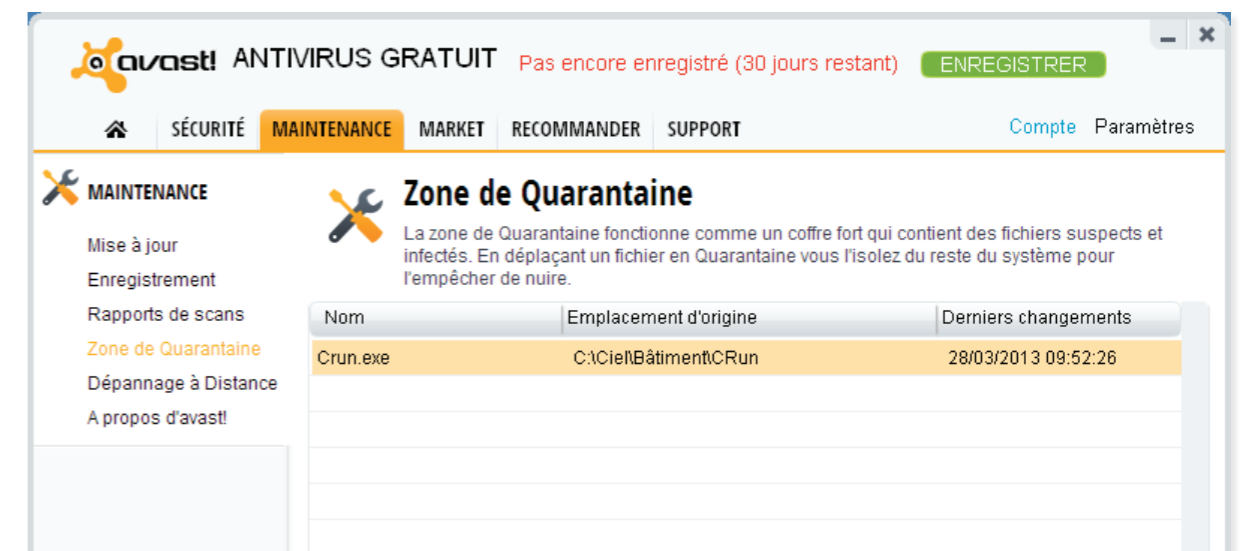 avast! ANTIVIRUS GRATUIT Pas encore enregistré (30 jours restant) ENREGISTRER
SÉCURITÉ MAINTENANCE MARKET RECOMMANDER SUPPORT Compte Paramètres
MAINTENANCE
Mise à jour
Enregistrement
Rapports de scans
Zone de Quarantaine
Dépannage à Distance
A propos d'avast!
Zone de Quarantaine
La zone de Quarantaine fonctionne comme un coffre fort qui contient des fichiers suspects et
infectés. En déplaçant un fichier en Quarantaine vous l'isolez du reste du système pour
l'empêcher de nuire.
Nom Emplacement d'origine Derniers changements
Crun.exe C:\Ciel\Bâtiment\CRun 28/03/2013 09:52:26